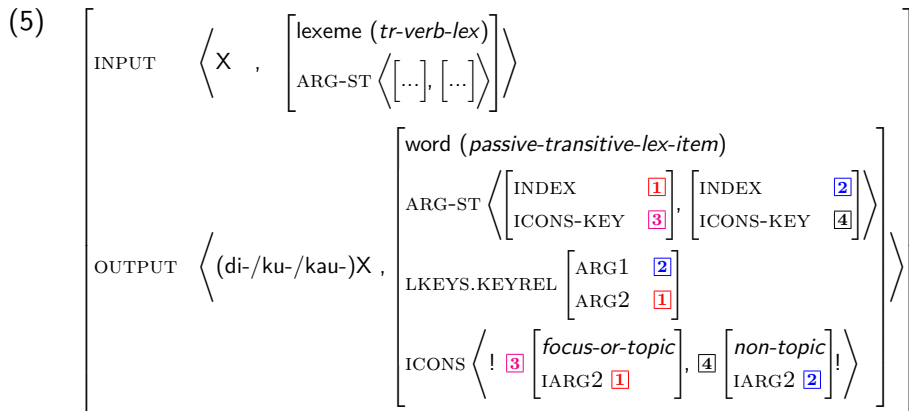 (5)
INPUT ⟨ X , [ lexeme (tr-verb-lex)
ARG-ST ⟨ [...], [...] ⟩ ] ⟩
OUTPUT ⟨ (di-/ku-/kau-)X , [ word (passive-transitive-lex-item)
ARG-ST ⟨ [ INDEX 1
ICONS-KEY 3 ], [ INDEX 2
ICONS-KEY 4 ] ⟩
LKEYS.KEYREL [ ARG1 2
ARG2 1 ]
ICONS ⟨ ! 3 [ focus-or-topic
IARG2 1 ], 4 [ non-topic
IARG2 2 ] ! ⟩ ] ⟩